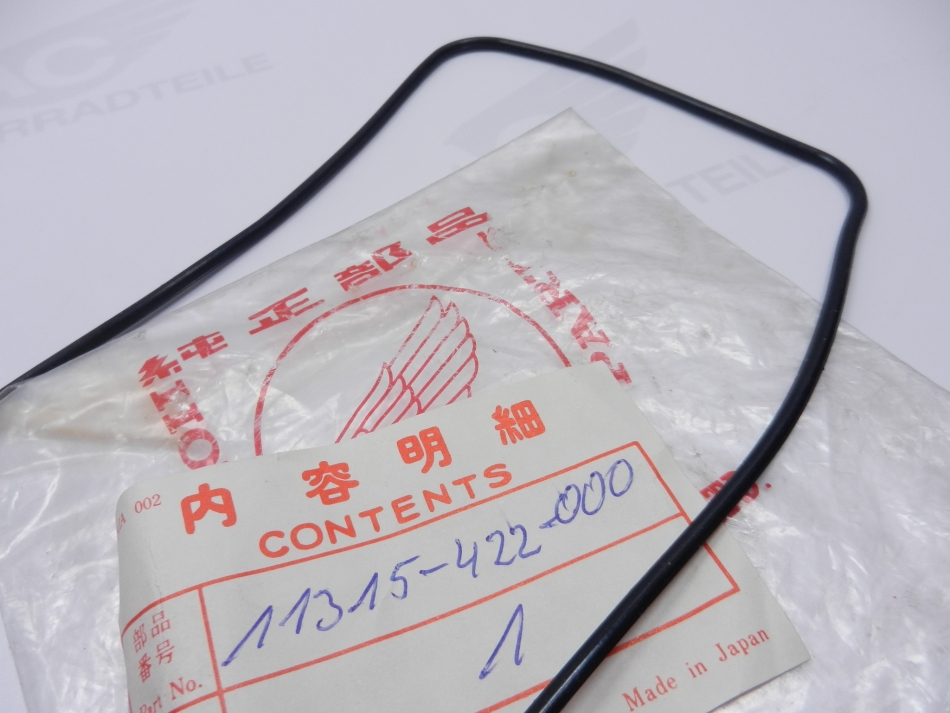 純正部品
内容明細
CONTENTS
002
部品
番号
Part No.
11315-422-000
1
Made in Japan